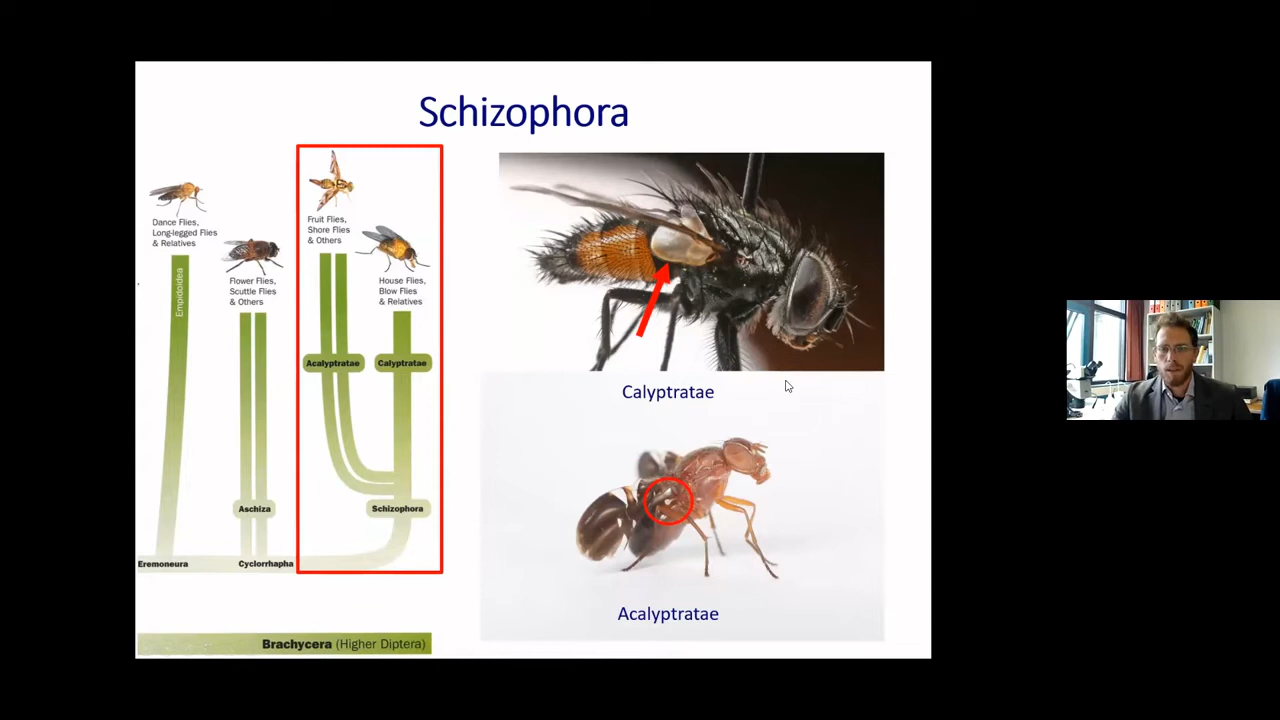 Schizophora
Dance Flies,
Long-legged Flies
& Relatives
Empidoidea
Flower Flies,
Scuttle Flies
& Others
Fruit Flies,
Shore Flies
& Others
House Flies,
Blow Flies
& Relatives
Acalyptratae
Calyptratae
Aschiza
Schizophora
Eremoneura
Cyclorrhapha
Brachycera (Higher Diptera)
Calyptratae
Acalyptratae